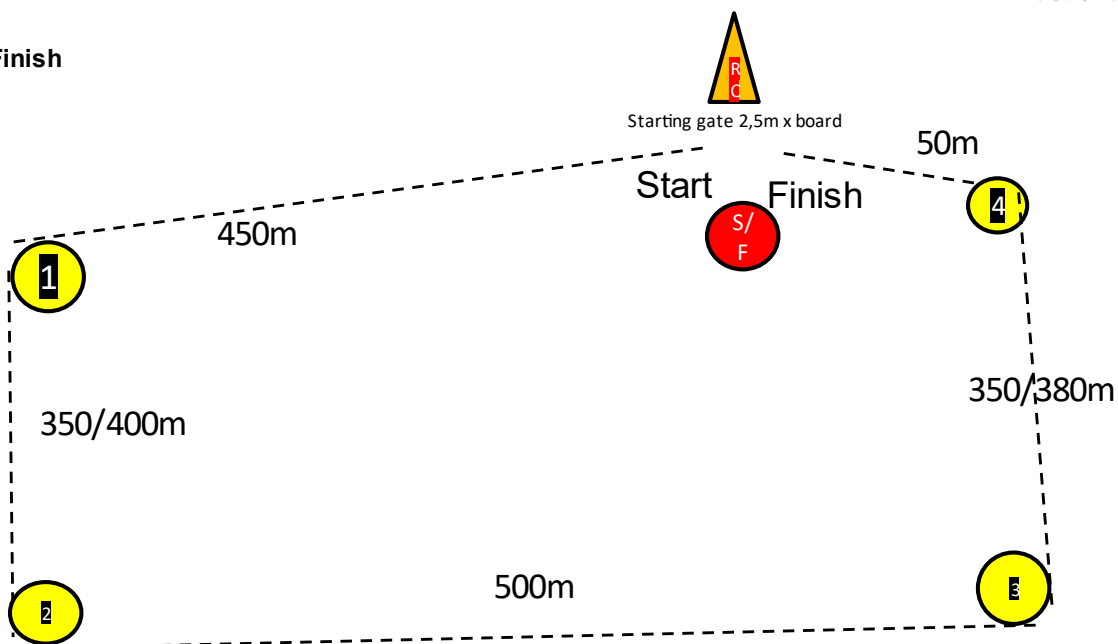 Finish
R
C
Starting gate 2,5m x board
50m
Start
Finish
4
S/
F
450m
1
350/380m
350/400m
500m
3
2